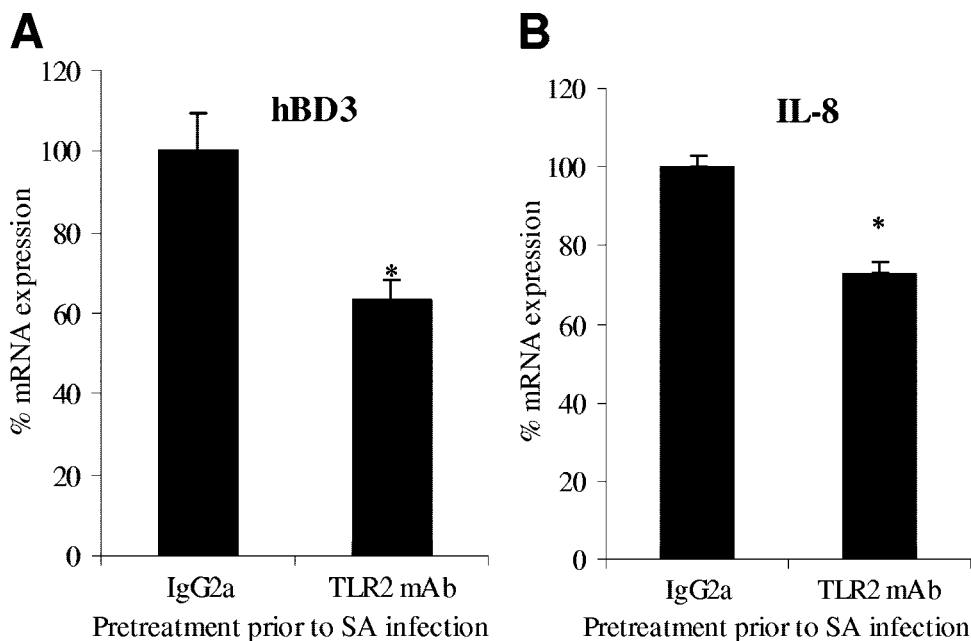 A
hBD3
% mRNA expression
120
100
80
60
40
20
0
*
IgG2a
TLR2 mAb
Pretreatment prior to SA infection
B
IL-8
% mRNA expression
120
100
80
60
40
20
0
*
IgG2a
TLR2 mAb
Pretreatment prior to SA infection